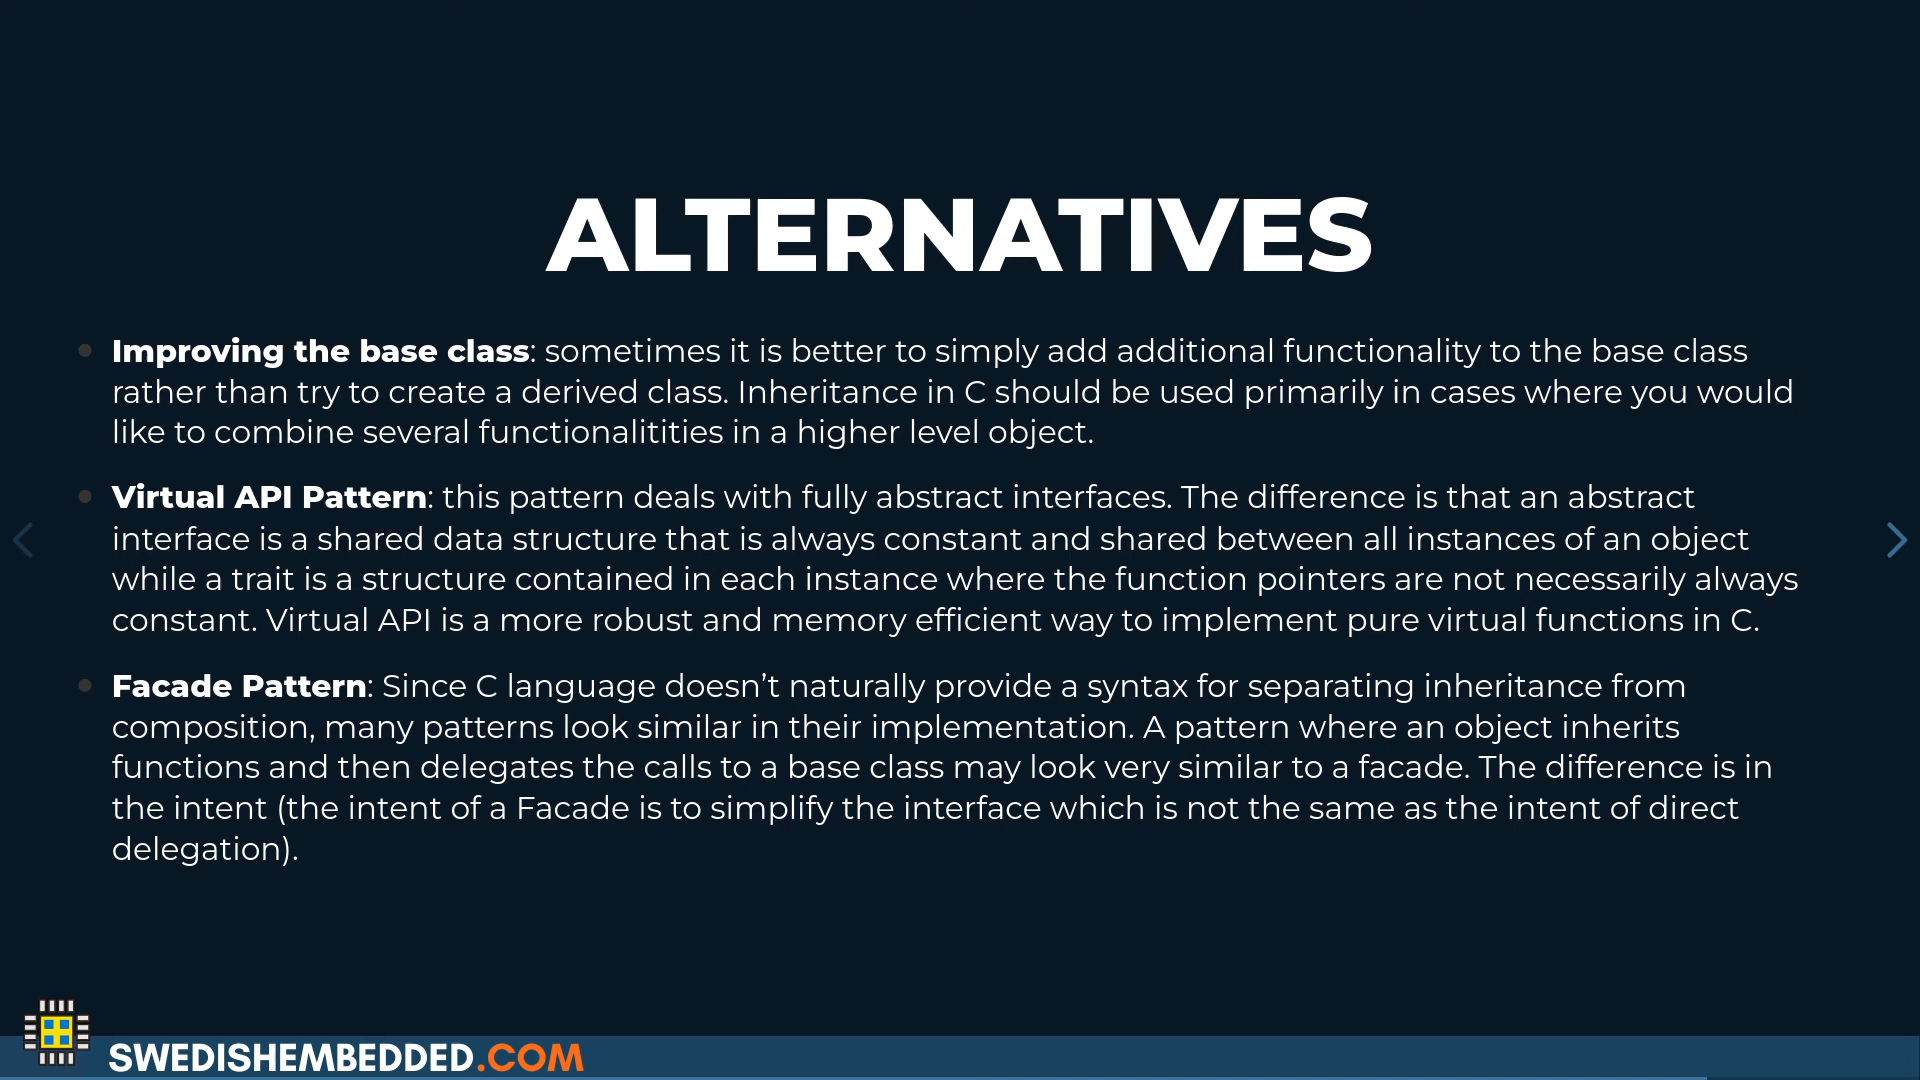 ALTERNATIVES
Improving the base class: sometimes it is better to simply add additional functionality to the base class
rather than try to create a derived class. Inheritance in C should be used primarily in cases where you would
like to combine several functionalitities in a higher level object.
Virtual API Pattern: this pattern deals with fully abstract interfaces. The difference is that an abstract
interface is a shared data structure that is always constant and shared between all instances of an object
while a trait is a structure contained in each instance where the function pointers are not necessarily always
constant. Virtual API is a more robust and memory efficient way to implement pure virtual functions in C.
Facade Pattern: Since C language doesn’t naturally provide a syntax for separating inheritance from
composition, many patterns look similar in their implementation. A pattern where an object inherits
functions and then delegates the calls to a base class may look very similar to a facade. The difference is in
the intent (the intent of a Facade is to simplify the interface which is not the same as the intent of direct
delegation).
SWEDISHEMBEDDED.COM